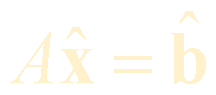 Ax̂ = b̂